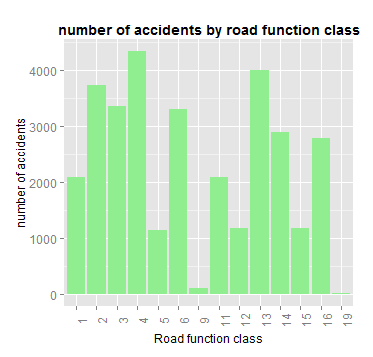 number of accidents by road function class
number of accidents
4000
3000
2000
1000
0
1 2 3 4 5 6 9 11 12 13 14 15 16 19
Road function class